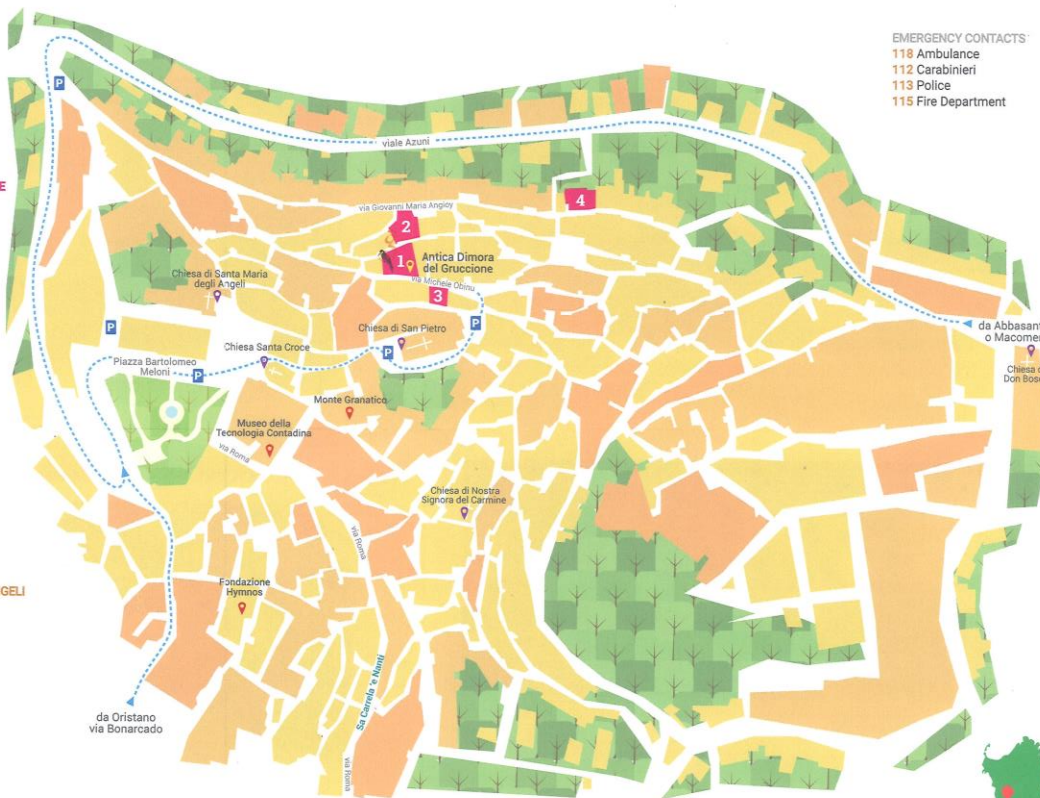 EMERGENCY CONTACTS
118 Ambulance
112 Carabinieri
113 Police
115 Fire Department
P
viale Azuni
E
via Giovanni Maria Angioy
4
2
1
Antica Dimora
del Gruccione
via Michele Obinu
3
Chiesa di Santa Maria
degli Angeli
P
P
Chiesa di San Pietro
da Abbasant
o Macomer
Chiesa Santa Croce
P
Piazza Bartolomeo
Meloni
P
Chiesa d
Don Bosc
Monte Granatico
Museo della
Tecnologia Contadina
via Roma
Chiesa di Nostra
Signora del Carmine
via Roma
GELI
Fondazione
Hymnos
Sa Carrela 'e Nanti
da Oristano
via Bonarcado
via Roma